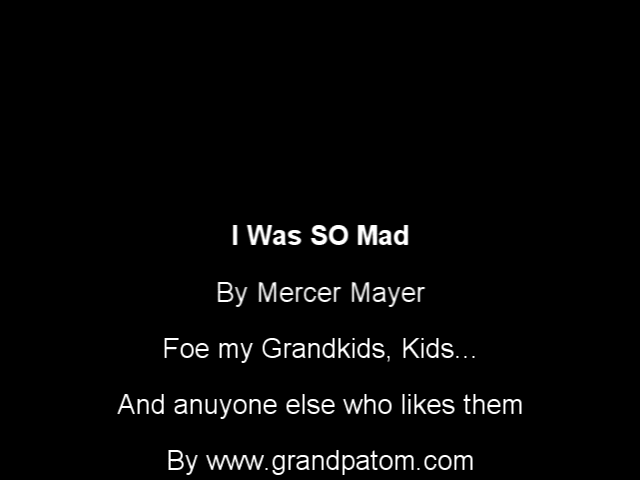 I Was SO Mad
By Mercer Mayer
Foe my Grandkids, Kids...
And anuyone else who likes them
By www.grandpatom.com